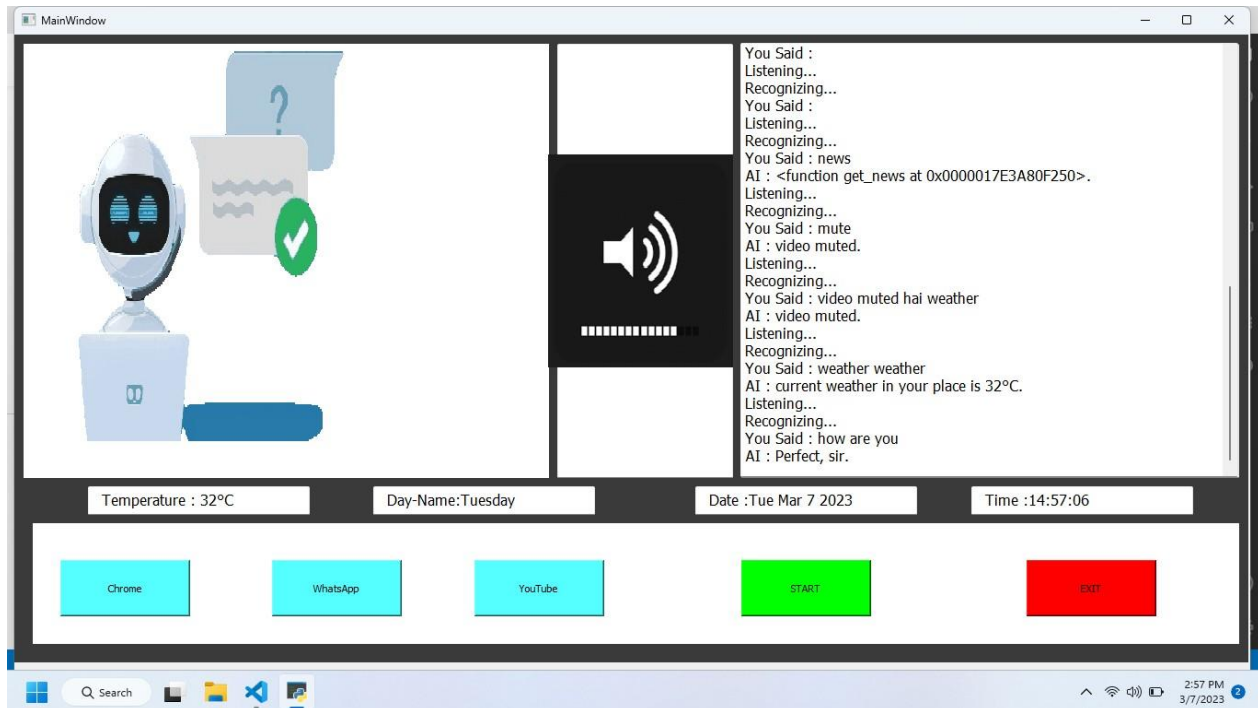 MainWindow
?
You Said :
Listening...
Recognizing...
You Said :
Listening...
Recognizing...
You Said : news
AI : <function get_news at 0x0000017E3A80F250>.
Listening...
Recognizing...
You Said : mute
AI : video muted.
Listening...
Recognizing...
You Said : video muted hai weather
AI : video muted.
Listening...
Recognizing...
You Said : weather weather
AI : current weather in your place is 32°C.
Listening...
Recognizing...
You Said : how are you
AI : Perfect, sir.
Temperature : 32°C
Day-Name:Tuesday
Date :Tue Mar 7 2023
Time :14:57:06
Chrome
WhatsApp
YouTube
START
EXIT
Search
2:57 PM
3/7/2023
2